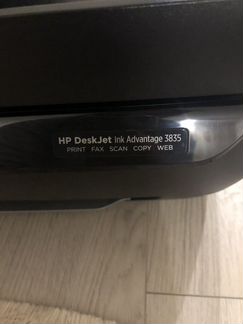 HP DeskJet Ink Advantage 3835
PRINT FAX SCAN COPY WEB